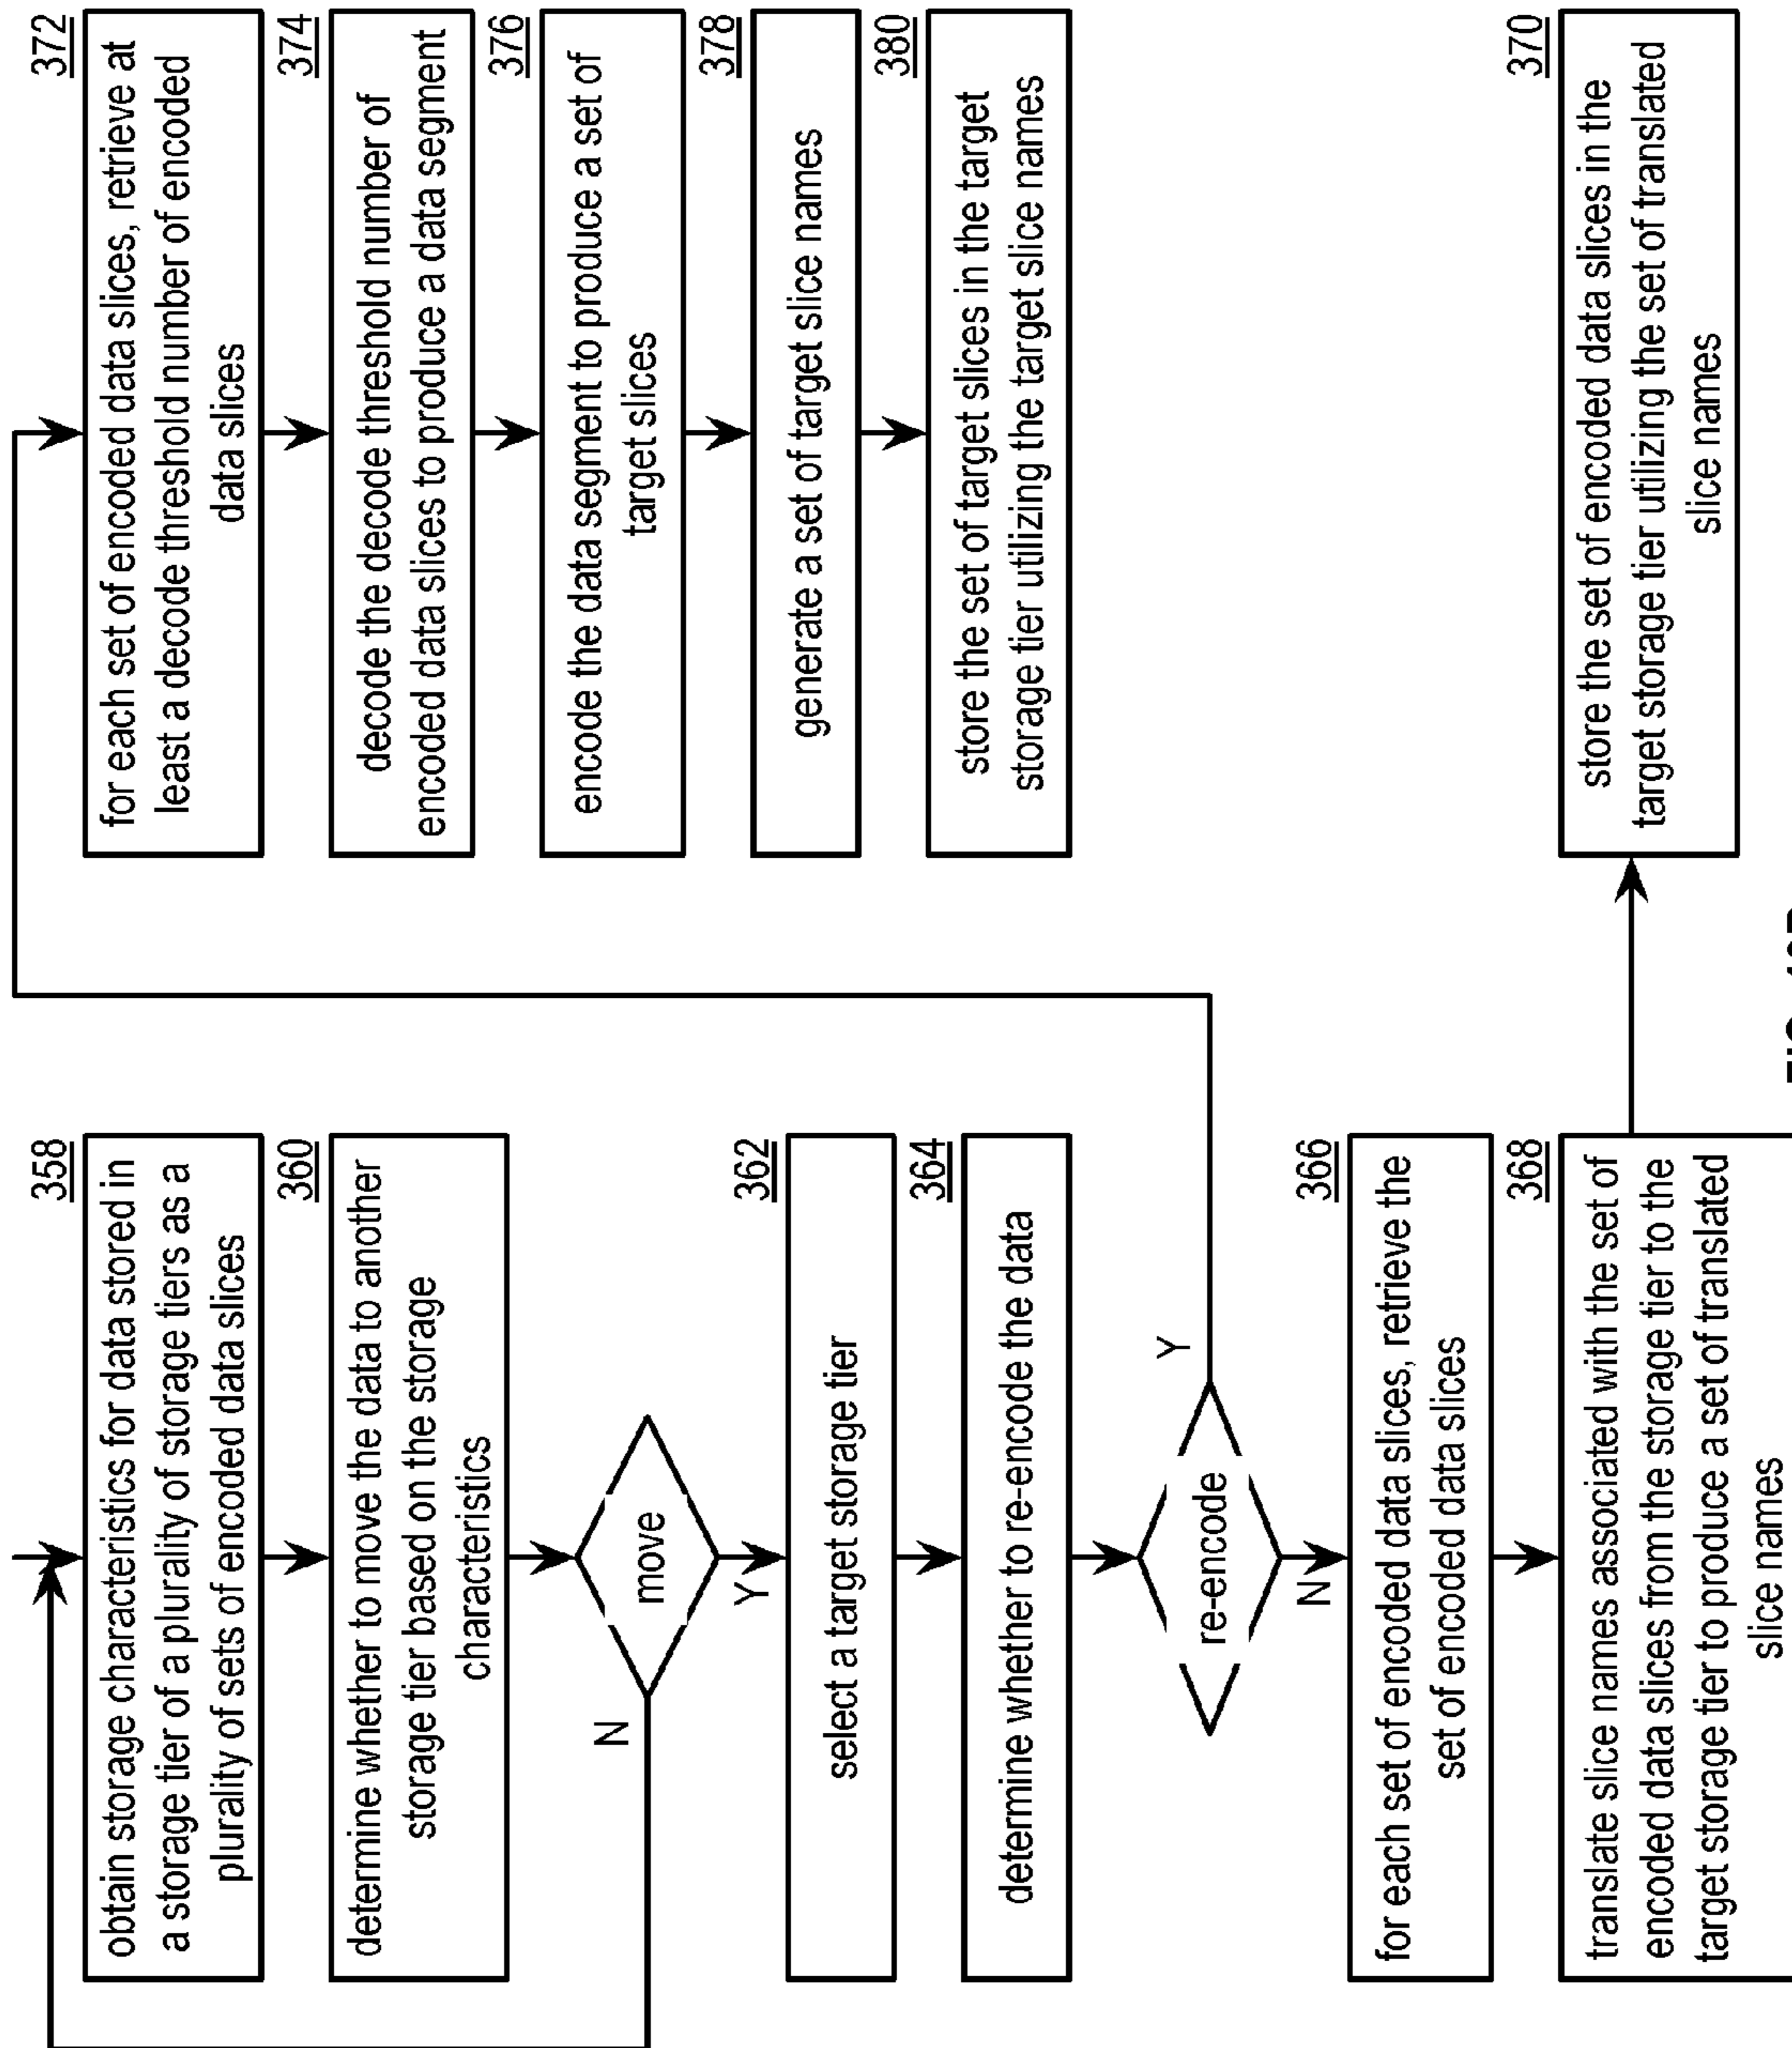 358
obtain storage characteristics for data stored in
a storage tier of a plurality of storage tiers as a
plurality of sets of encoded data slices
360
determine whether to move the data to another
storage tier based on the storage
characteristics
move
N
Y
362
select a target storage tier
364
determine whether to re-encode the data
re-encode
Y
N
366
for each set of encoded data slices, retrieve the
set of encoded data slices
368
translate slice names associated with the set of
encoded data slices from the storage tier to the
target storage tier to produce a set of translated
slice names
370
store the set of encoded data slices in the
target storage tier utilizing the set of translated
slice names
372
for each set of encoded data slices, retrieve at
least a decode threshold number of encoded
data slices
374
decode the decode threshold number of
encoded data slices to produce a data segment
376
encode the data segment to produce a set of
target slices
378
generate a set of target slice names
380
store the set of target slices in the target
storage tier utilizing the target slice names